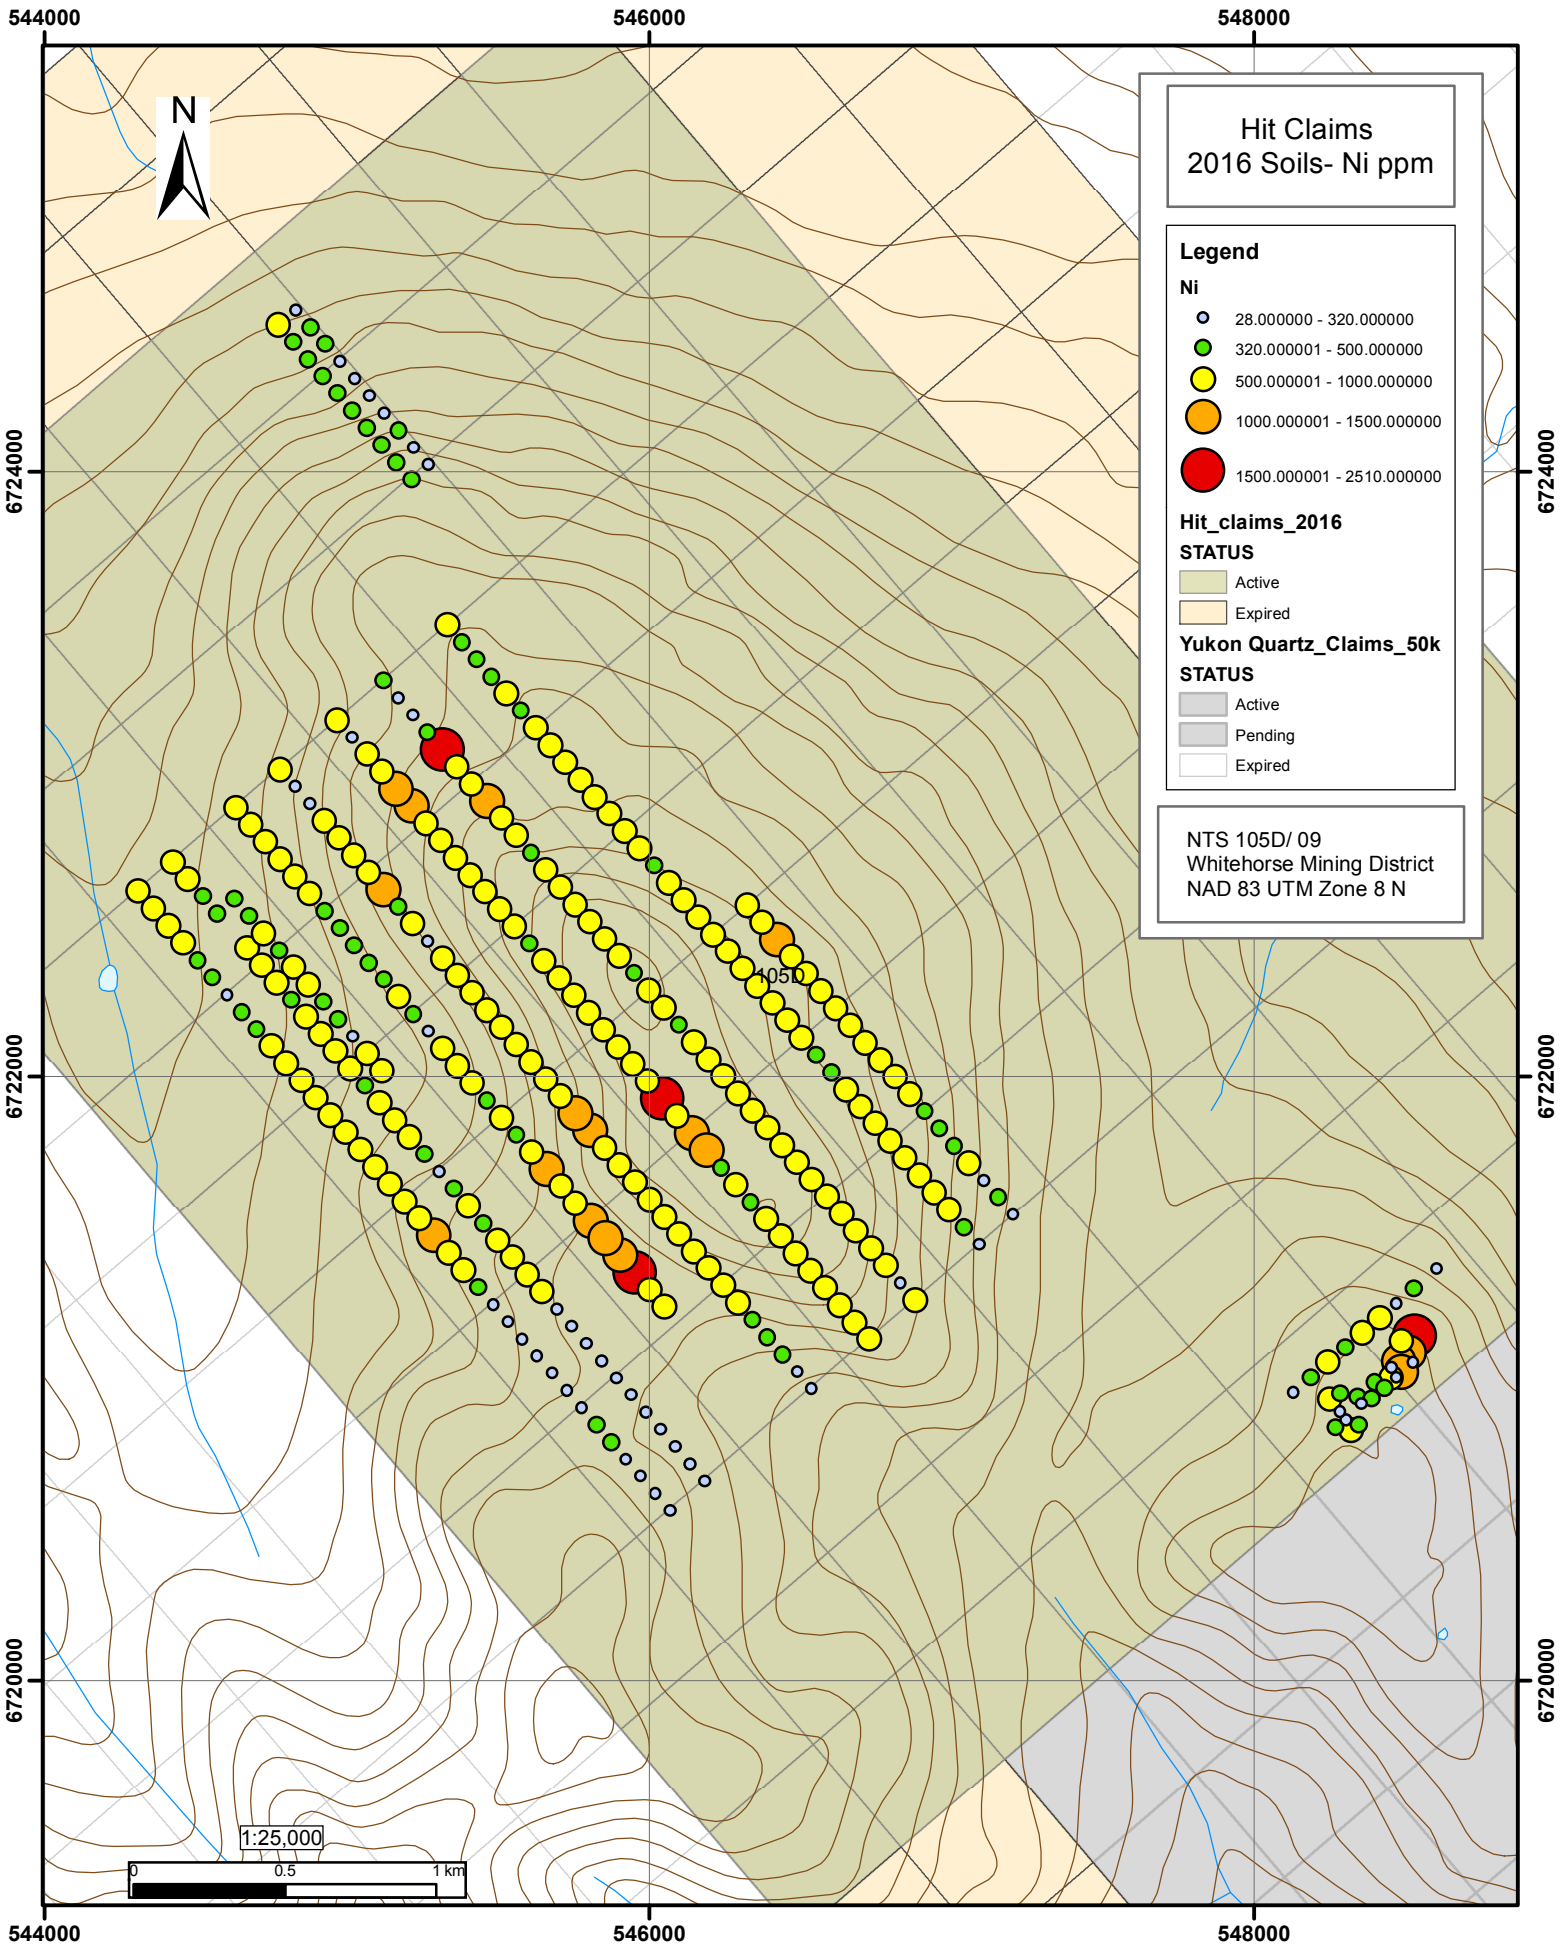 544000
546000
548000
N
Hit Claims
2016 Soils- Ni ppm
Legend
Ni
28.000000 - 320.000000
320.000001 - 500.000000
500.000001 - 1000.000000
1000.000001 - 1500.000000
1500.000001 - 2510.000000
Hit_claims_2016
STATUS
Active
Expired
Yukon Quartz_Claims_50k
STATUS
Active
Pending
Expired
NTS 105D/ 09
Whitehorse Mining District
NAD 83 UTM Zone 8 N
6724000
6724000
105D
6722000
6722000
6720000
6720000
1:25,000
0 0.5 1 km
544000
546000
548000